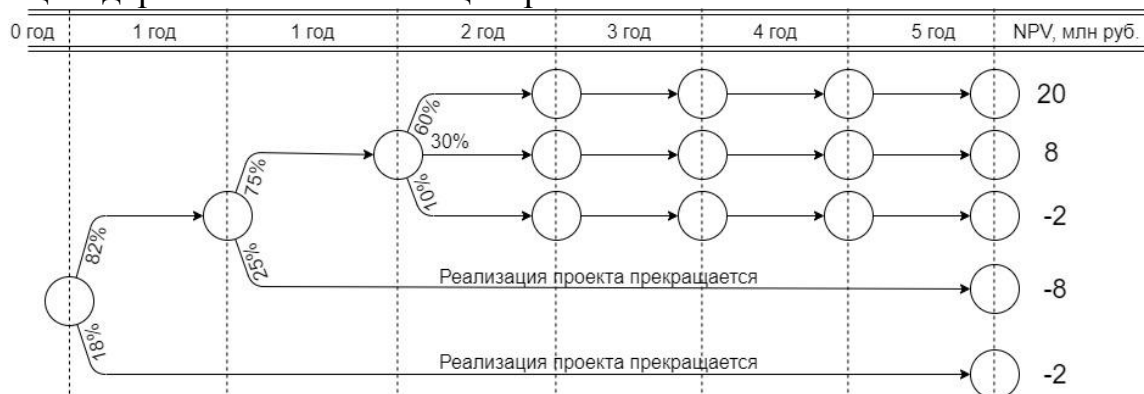 0 год 1 год 1 год 2 год 3 год 4 год 5 год NPV, млн руб.
60% 20
75% 30% 8
82% 10% -2
25% Реализация проекта прекращается -8
18% Реализация проекта прекращается -2